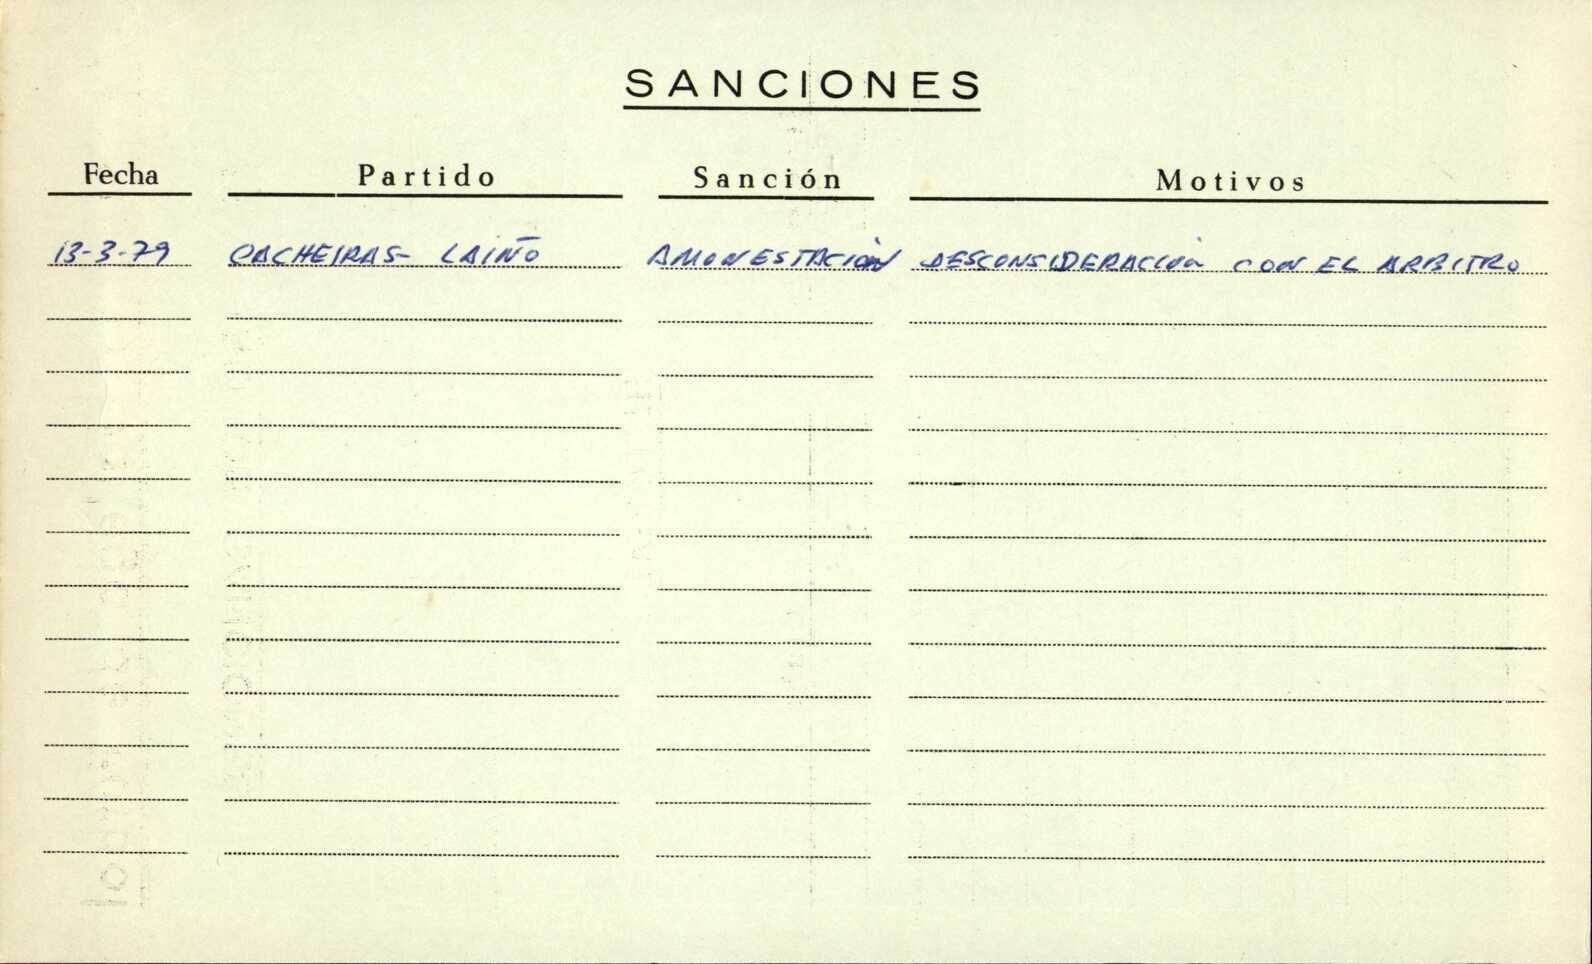 SANCIONES
Fecha Partido Sanción Motivos
13-3-79 CACHEIRAS- LAIÑO AMONESTACIÓN DESCONSIDERACIÓN CON EL ARBITRO